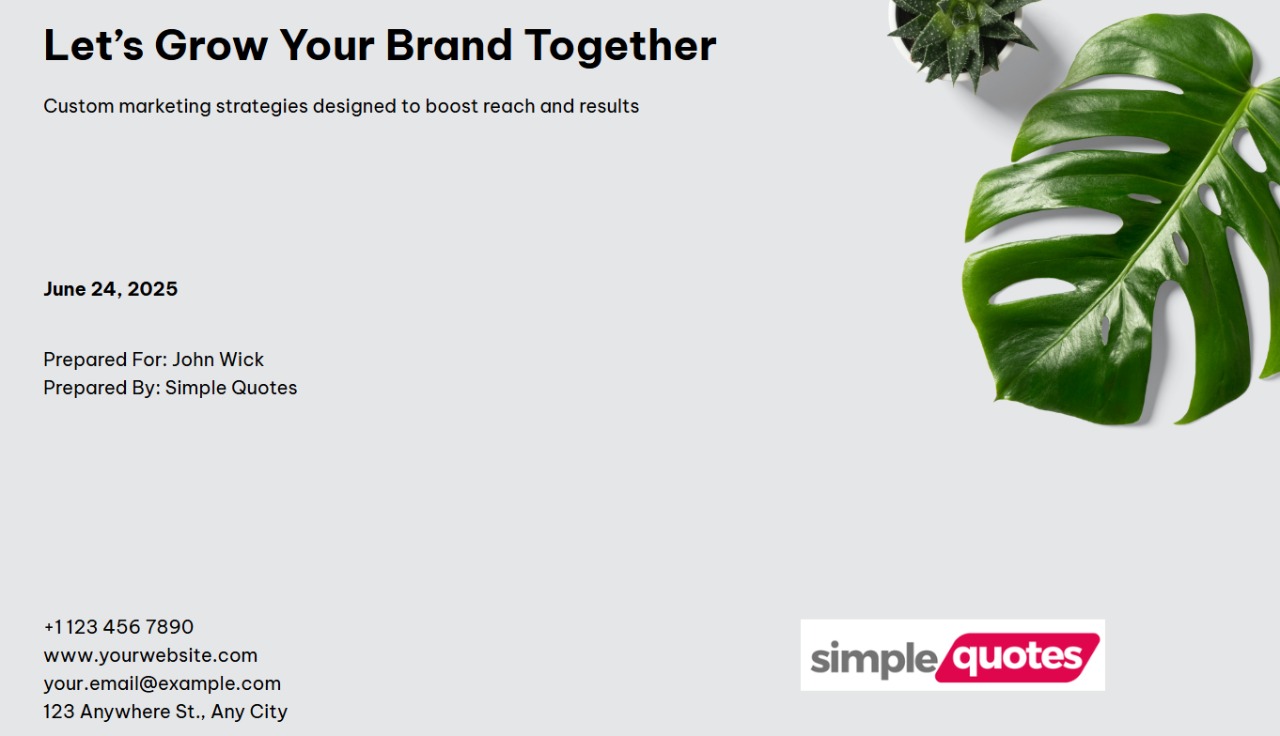 Let’s Grow Your Brand Together
Custom marketing strategies designed to boost reach and results
June 24, 2025
Prepared For: John Wick
Prepared By: Simple Quotes
+1 123 456 7890
www.yourwebsite.com
your.email@example.com
123 Anywhere St., Any City
simple quotes